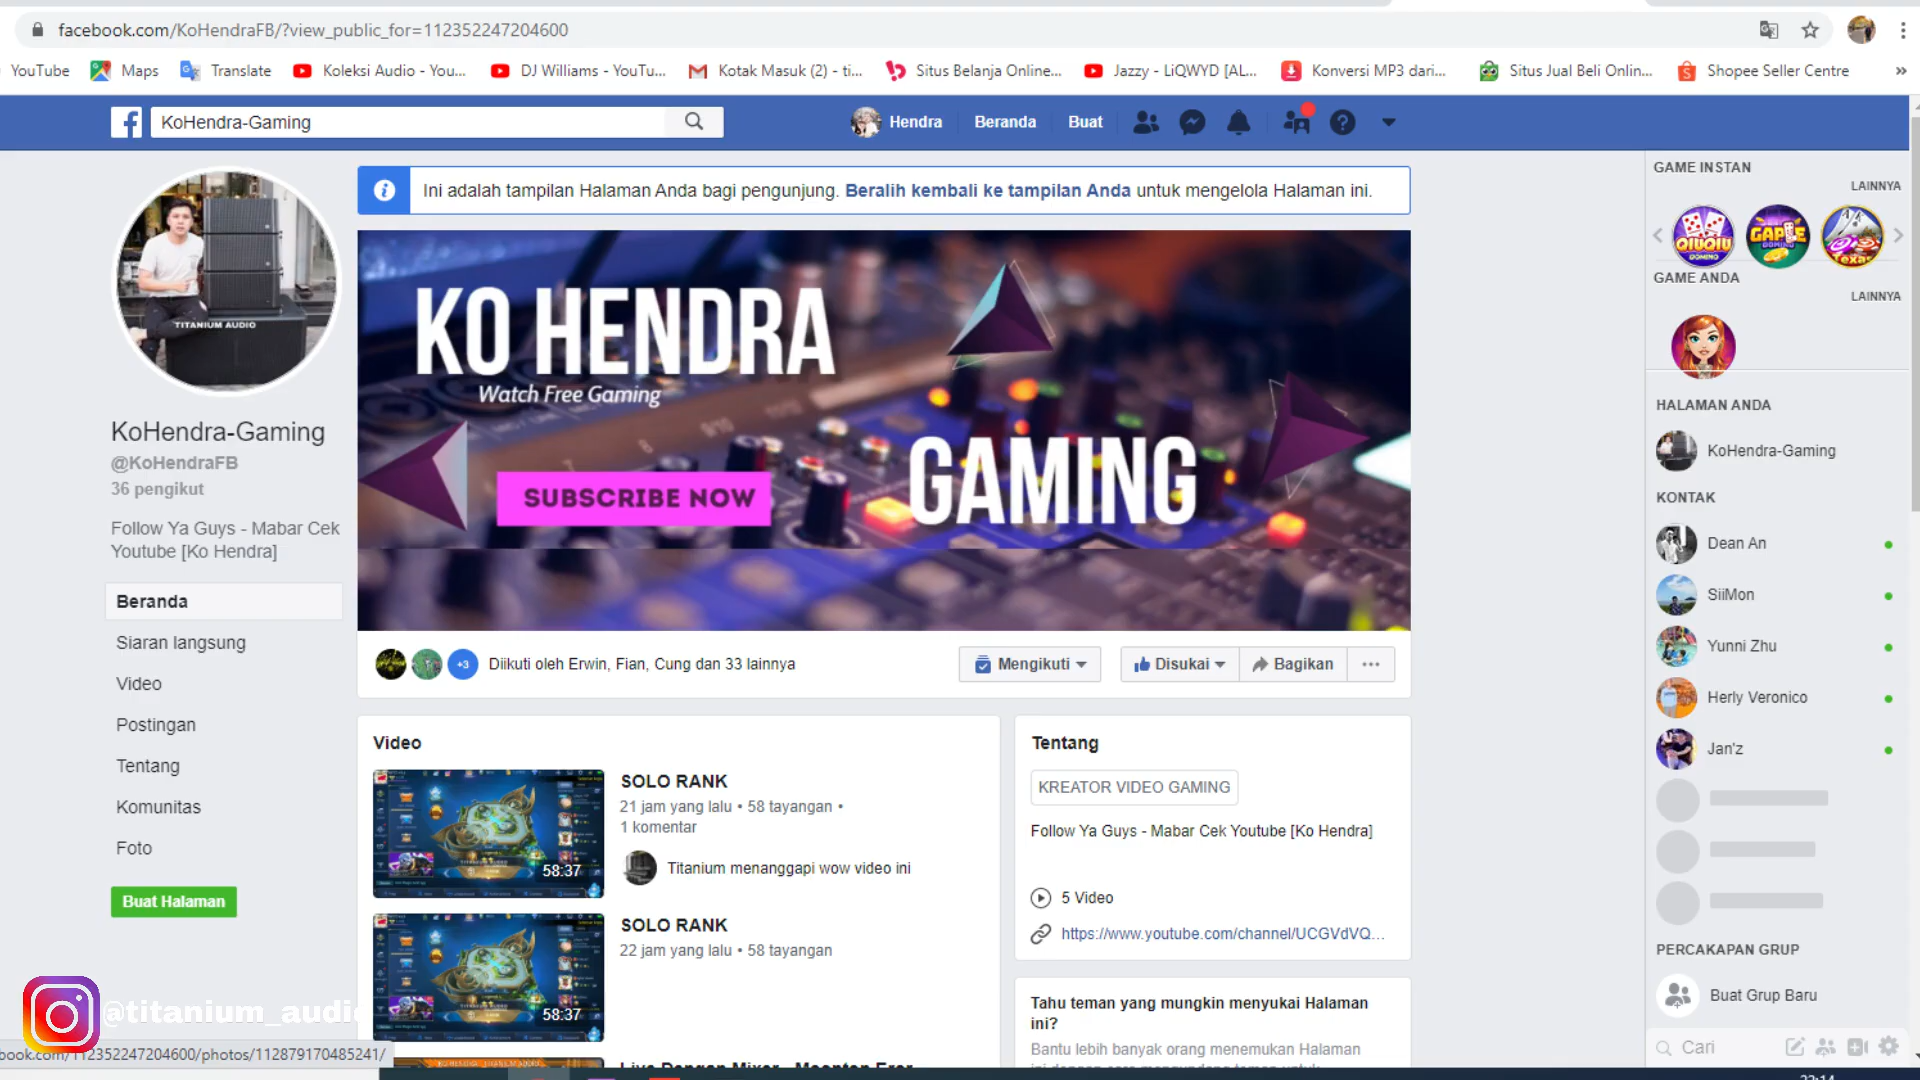 facebook.com/KoHendraFB/?view_public_for=112352247204600
YouTube Maps Translate Koleksi Audio - You... DJ Williams - YouTu... Kotak Masuk (2) - ti... Situs Belanja Online... Jazzy - LiQWYD [AL... Konversi MP3 dari... Situs Jual Beli Onlin... Shopee Seller Centre »
KoHendra-Gaming
Hendra Beranda Buat
Ini adalah tampilan Halaman Anda bagi pengunjung. Beralih kembali ke tampilan Anda untuk mengelola Halaman ini.
TITANIUM AUDIO
KoHendra-Gaming
@KoHendraFB
36 pengikut
Follow Ya Guys - Mabar Cek
Youtube [Ko Hendra]
Beranda
Siaran langsung
Video
Postingan
Tentang
Komunitas
Foto
Buat Halaman
KO HENDRA
Watch Free Gaming
GAMING
SUBSCRIBE NOW
+3 Diikuti oleh Erwin, Fian, Cung dan 33 lainnya
Mengikuti Disukai Bagikan
Video
SOLO RANK
21 jam yang lalu • 58 tayangan •
1 komentar
Titanium menanggapi wow video ini
58:37
SOLO RANK
22 jam yang lalu • 58 tayangan
58:37
Tentang
KREATOR VIDEO GAMING
Follow Ya Guys - Mabar Cek Youtube [Ko Hendra]
5 Video
https://www.youtube.com/channel/UCGVdVQ...
Tahu teman yang mungkin menyukai Halaman
ini?
Bantu lebih banyak orang menemukan Halaman
GAME INSTAN
LAINNYA
QIUQIU
DOMINO
GAPLE
DOMINO
Texas
GAME ANDA
LAINNYA
HALAMAN ANDA
KoHendra-Gaming
KONTAK
Dean An
SiiMon
Yunni Zhu
Herly Veronico
Jan'z
PERCAKAPAN GRUP
Buat Grup Baru
Cari
@titanium_audio
book.com/112352247204600/photos/112879170485241/